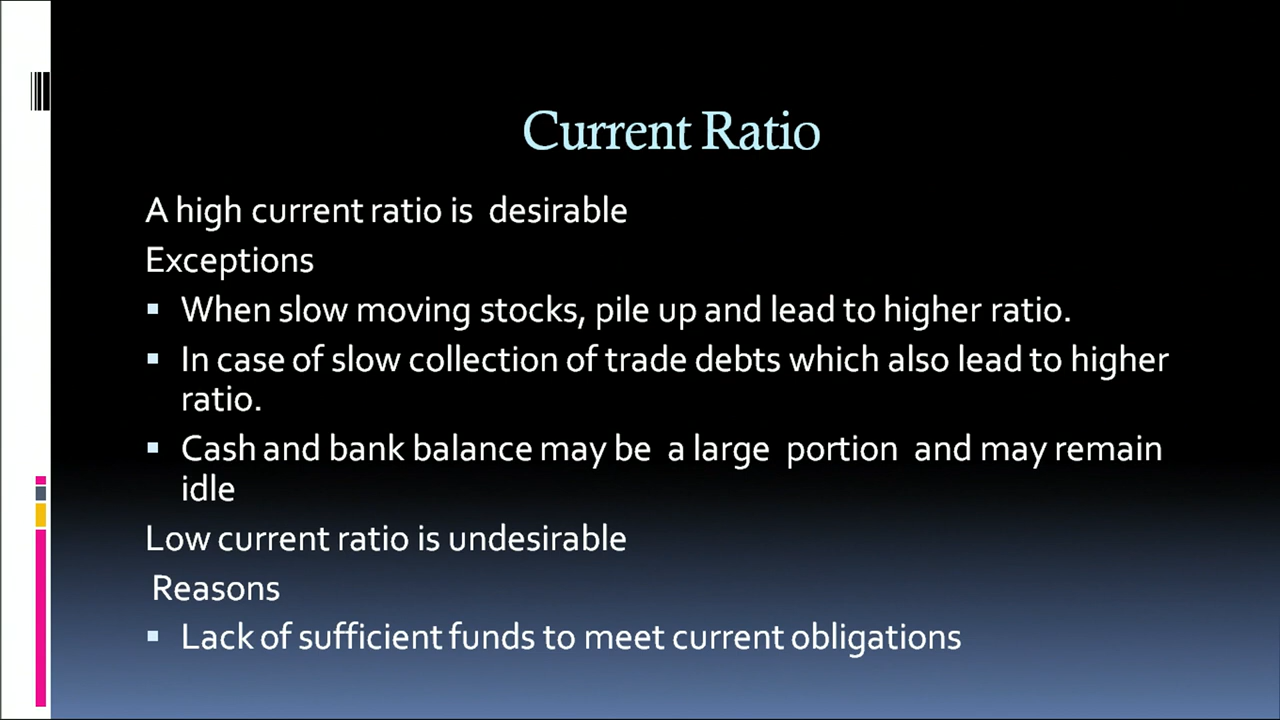 Current Ratio
A high current ratio is desirable
Exceptions
▪ When slow moving stocks, pile up and lead to higher ratio.
▪ In case of slow collection of trade debts which also lead to higher
ratio.
▪ Cash and bank balance may be a large portion and may remain
idle
Low current ratio is undesirable
Reasons
▪ Lack of sufficient funds to meet current obligations